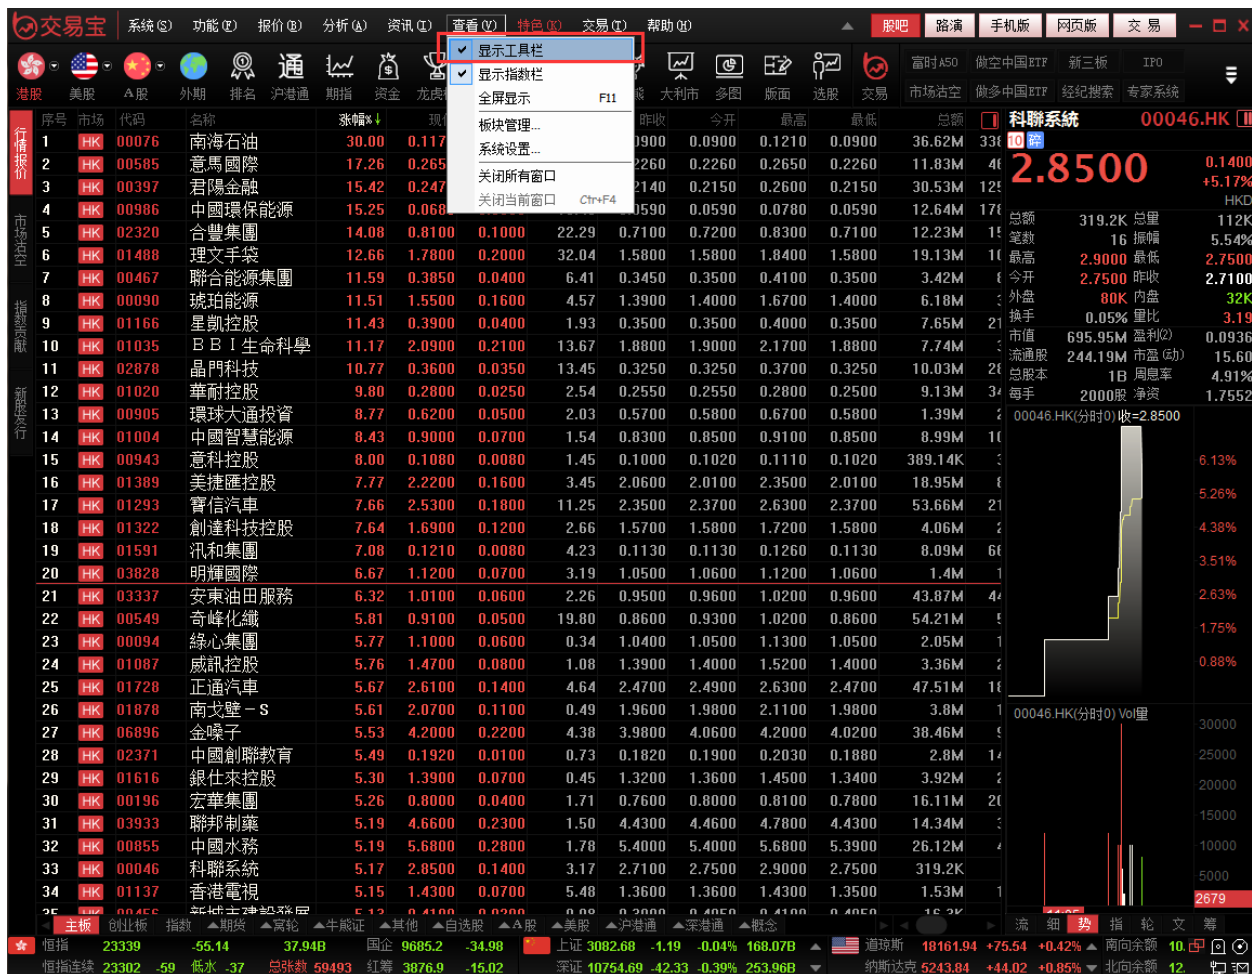 交易宝 系统(S) 功能(F) 报价(B) 分析(A) 资讯(I) 查看(V) 特色(X) 交易(T) 帮助(H) 股吧 路演 手机版 网页版 交 易
显示工具栏
显示指数栏
全屏显示 F11
板块管理...
系统设置...
关闭所有窗口
关闭当前窗口 Ctr+F4
港股 美股 A股 外期 排名 沪港通 期指 资金 龙虎 大利市 多图 版面 选股 交易
通
富时A50 做空中国ETF 新三板 IPO
市场沽空 做多中国ETF 经纪搜索 专家系统
行情报价
市场沽空
指数贡献
新股发行
序号 市场 代码 名称 涨幅%↓ 昨收 今开 最高 最低 总额
1 HK 00076 南海石油 30.00 0.117 0.0900 0.1210 0.0900 36.62M
2 HK 00585 意馬國際 17.26 0.265 0.2260 0.2650 0.2260 11.83M
3 HK 00397 君陽金融 15.42 0.247 0.2150 0.2600 0.2150 30.53M
4 HK 00986 中國環保能源 15.25 0.068 0.0590 0.0590 0.0780 0.0590 12.64M
5 HK 02320 合豐集團 14.08 0.8100 0.1000 22.29 0.7100 0.7200 0.8300 0.7100 12.23M
6 HK 01488 理文手袋 12.66 1.7800 0.2000 32.04 1.5800 1.5800 1.8400 1.5800 19.13M
7 HK 00467 聯合能源集團 11.59 0.3850 0.0400 6.41 0.3450 0.3500 0.4100 0.3500 3.42M
8 HK 00090 琥珀能源 11.51 1.5500 0.1600 4.57 1.3900 1.4000 1.6700 1.4000 6.18M
9 HK 01166 星凱控股 11.43 0.3900 0.0400 1.93 0.3500 0.3500 0.4000 0.3500 7.65M
10 HK 01035 ＢＢＩ生命科學 11.17 2.0900 0.2100 13.67 1.8800 1.9000 2.1700 1.8800 7.74M
11 HK 02878 晶門科技 10.77 0.3600 0.0350 13.45 0.3250 0.3250 0.3700 0.3250 10.03M
12 HK 01020 華耐控股 9.80 0.2800 0.0250 2.54 0.2550 0.2550 0.2800 0.2500 9.13M
13 HK 00905 環球大通投資 8.77 0.6200 0.0500 2.03 0.5700 0.5800 0.6700 0.5800 1.39M
14 HK 01004 中國智慧能源 8.43 0.9000 0.0700 1.54 0.8300 0.8500 0.9100 0.8500 8.99M
15 HK 00943 意科控股 8.00 0.1080 0.0080 1.45 0.1000 0.1020 0.1110 0.1020 389.14K
16 HK 01389 美捷匯控股 7.77 2.2200 0.1600 3.45 2.0600 2.0100 2.3500 2.0100 18.95M
17 HK 01293 寶信汽車 7.66 2.5300 0.1800 11.25 2.3500 2.3700 2.6300 2.3700 53.66M
18 HK 01322 創達科技控股 7.64 1.6900 0.1200 2.66 1.5700 1.5800 1.7200 1.5800 4.06M
19 HK 01591 汛和集團 7.08 0.1210 0.0080 4.23 0.1130 0.1130 0.1260 0.1130 8.09M
20 HK 03828 明輝國際 6.67 1.1200 0.0700 3.19 1.0500 1.0600 1.1200 1.0600 1.4M
21 HK 03337 安東油田服務 6.32 1.0100 0.0600 2.26 0.9500 0.9600 1.0200 0.9600 43.87M
22 HK 00549 奇峰化纖 5.81 0.9100 0.0500 19.80 0.8600 0.9300 1.0200 0.8600 54.21M
23 HK 00094 綠心集團 5.77 1.1000 0.0600 0.34 1.0400 1.0500 1.1300 1.0500 2.05M
24 HK 01087 威訊控股 5.76 1.4700 0.0800 1.08 1.3900 1.4000 1.5200 1.4000 3.36M
25 HK 01728 正通汽車 5.67 2.6100 0.1400 4.64 2.4700 2.4900 2.6300 2.4700 47.51M
26 HK 01878 南戈壁－S 5.61 2.0700 0.1100 0.49 1.9600 1.9800 2.1100 1.9800 3.8M
27 HK 06896 金嗓子 5.53 4.2000 0.2200 4.38 3.9800 4.0600 4.2000 4.0200 38.46M
28 HK 02371 中國創聯教育 5.49 0.1920 0.0100 0.73 0.1820 0.1900 0.2030 0.1880 2.8M
29 HK 01616 銀仕來控股 5.30 1.3900 0.0700 0.45 1.3200 1.3600 1.4500 1.3400 3.92M
30 HK 00196 宏華集團 5.26 0.8000 0.0400 1.71 0.7600 0.8000 0.8100 0.7800 16.11M
31 HK 03933 聯邦制藥 5.19 4.6600 0.2300 1.50 4.4300 4.4600 4.7800 4.4300 14.34M
32 HK 00855 中國水務 5.19 5.6800 0.2800 1.78 5.4000 5.4000 5.6800 5.3900 26.12M
33 HK 00046 科聯系統 5.17 2.8500 0.1400 3.17 2.7100 2.7500 2.9000 2.7500 319.2K
34 HK 01137 香港電視 5.15 1.4300 0.0700 5.48 1.3600 1.3600 1.4300 1.3500 1.53M
科聯系統 00046.HK
10 碎
2.8500 0.1400
+5.17%
HKD
总额 319.2K 总量 112K
笔数 16 振幅 5.54%
最高 2.9000 最低 2.7500
今开 2.7500 昨收 2.7100
外盘 80K 内盘 32K
换手 0.05% 量比 3.19
市值 695.95M 盈利(2) 0.0936
流通股 244.19M 市盈(动) 15.60
总股本 1B 周息率 4.91%
每手 2000股 净资 1.7552
00046.HK(分时0) 收=2.8500
6.13%
5.26%
4.38%
3.51%
2.63%
1.75%
0.88%
00046.HK(分时0) Vol量
30000
25000
20000
15000
10000
5000
2679
主板 创业板 指数 ▲期货 ▲窝轮 ▲牛熊证 ▲其他 ▲自选股 ▲A股 ▲美股 ▲沪港通 ▲深港通 ▲概念
流 细 势 指 轮 文 筹
恒指 23339 -55.14 37.94B 国企 9685.2 -34.98 上证 3082.68 -1.19 -0.04% 168.07B 道琼斯 18161.94 +75.54 +0.42% 南向余额 10.
恒指连续 23302 -59 低水 -37 总张数 59493 红筹 3876.9 -15.02 深证 10754.69 -42.33 -0.39% 253.96B 纳斯达克 5243.84 +44.02 +0.85% 北向余额 12.